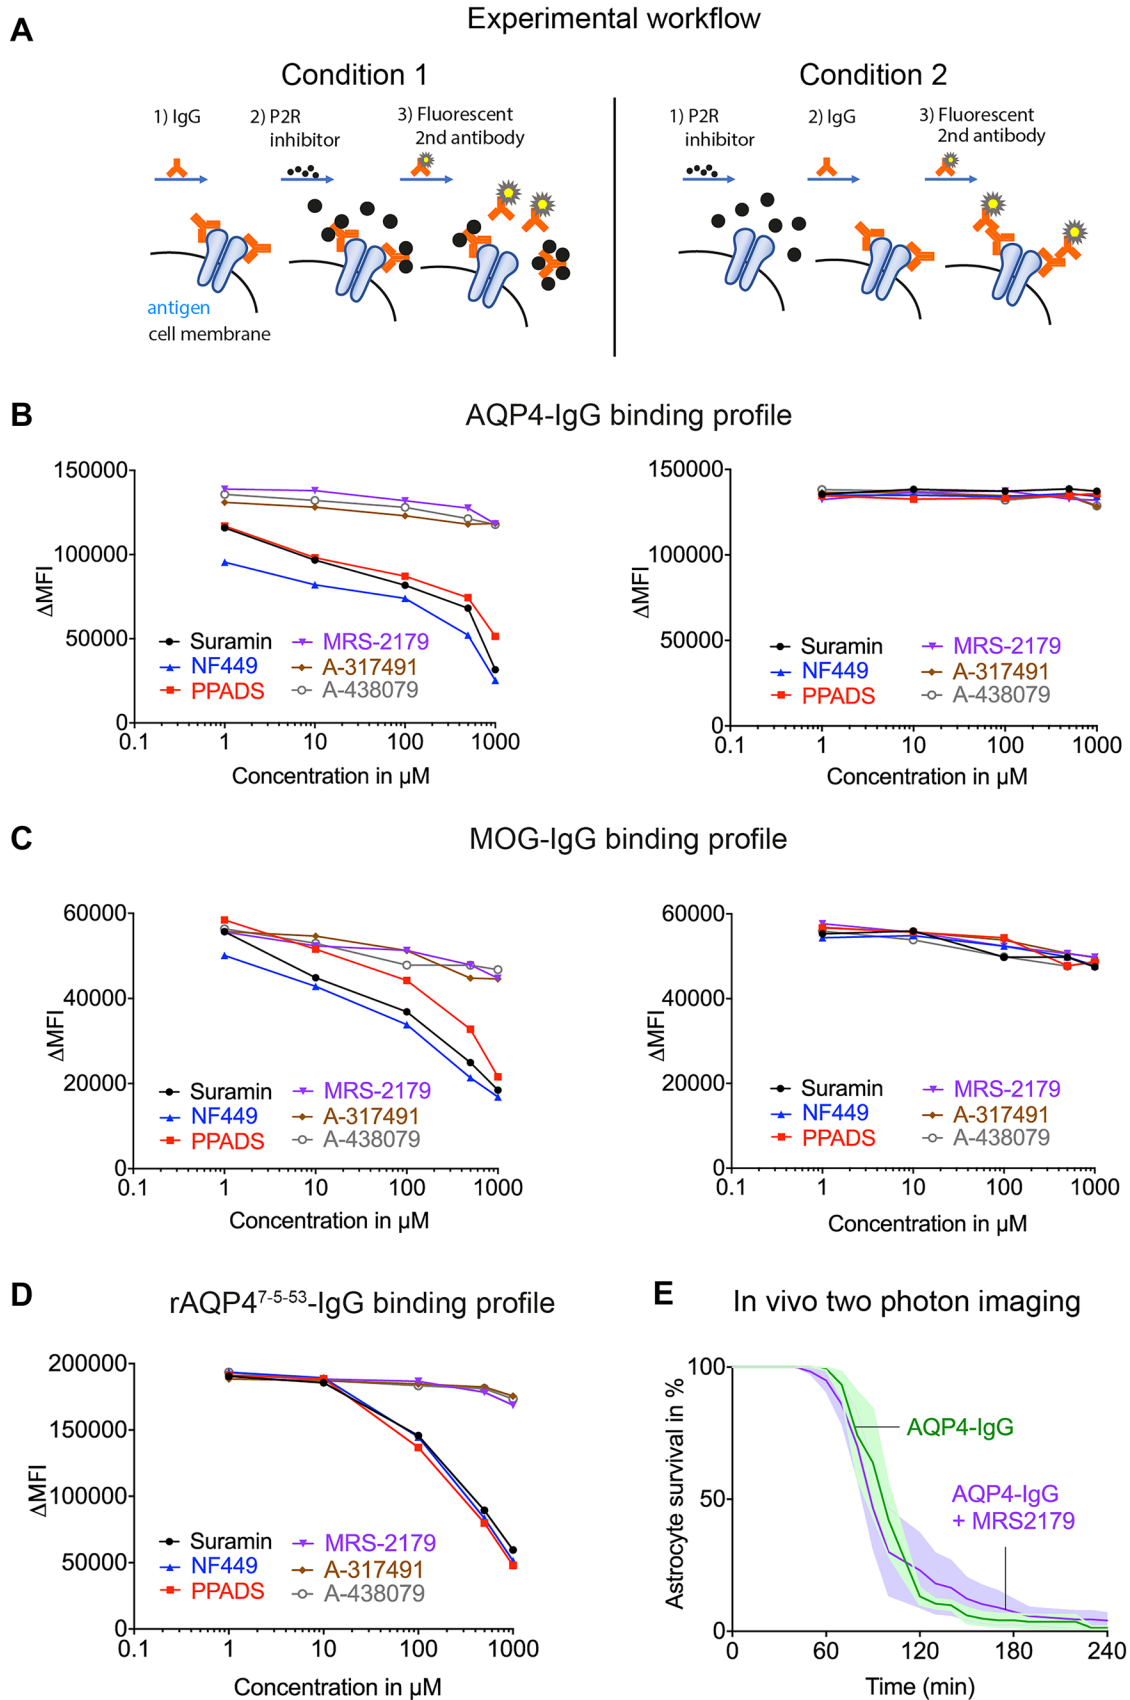 A
Experimental workflow
Condition 1
Condition 2
1) IgG
2) P2R
inhibitor
3) Fluorescent
2nd antibody
1) P2R
inhibitor
2) IgG
3) Fluorescent
2nd antibody
antigen
cell membrane
B
AQP4-IgG binding profile
150000
100000
50000
0
ΔMFI
Suramin
NF449
PPADS
MRS-2179
A-317491
A-438079
0.1
1
10
100
1000
Concentration in µM
150000
100000
50000
0
ΔMFI
Suramin
NF449
PPADS
MRS-2179
A-317491
A-438079
0.1
1
10
100
1000
Concentration in µM
C
MOG-IgG binding profile
60000
40000
20000
0
ΔMFI
Suramin
NF449
PPADS
MRS-2179
A-317491
A-438079
0.1
1
10
100
1000
Concentration in µM
60000
40000
20000
0
ΔMFI
Suramin
NF449
PPADS
MRS-2179
A-317491
A-438079
0.1
1
10
100
1000
Concentration in µM
D
rAQP4⁷⁻⁵⁻⁵³-IgG binding profile
200000
150000
100000
50000
0
ΔMFI
Suramin
NF449
PPADS
MRS-2179
A-317491
A-438079
0.1
1
10
100
1000
Concentration in µM
E
In vivo two photon imaging
100
50
0
Astrocyte survival in %
AQP4-IgG
AQP4-IgG
+ MRS2179
0
60
120
180
240
Time (min)